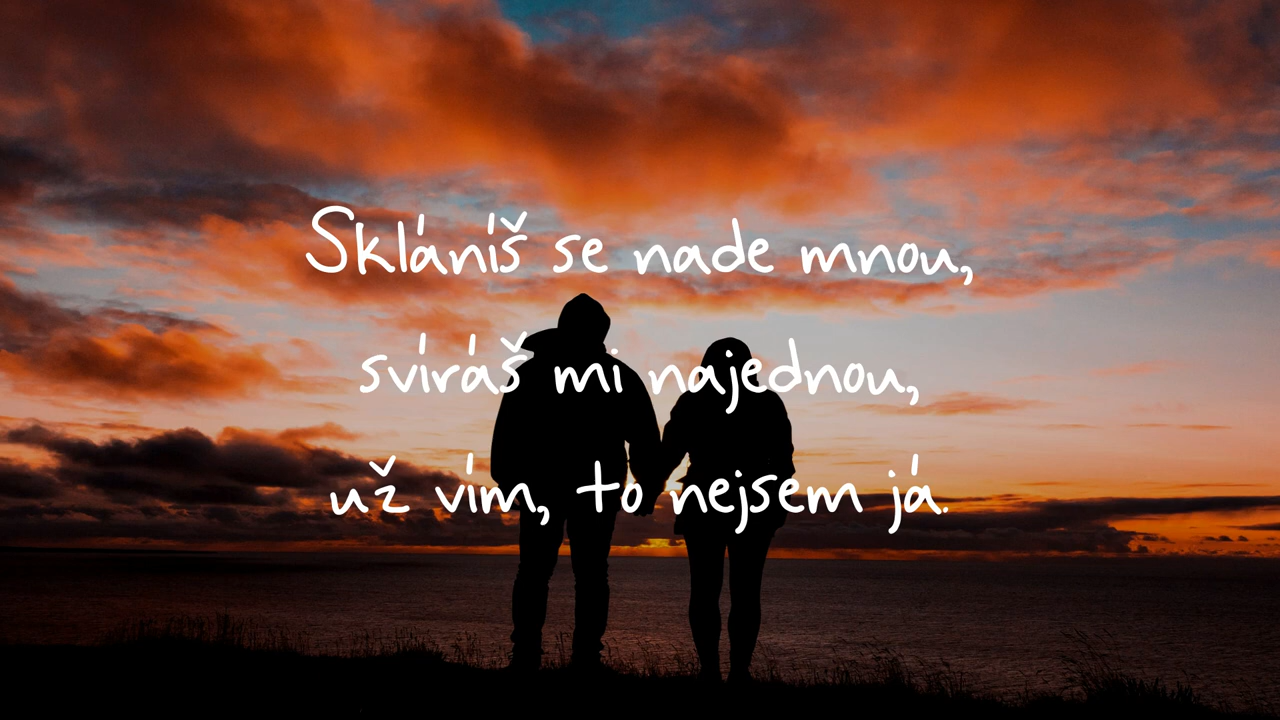 Skláníš se nade mnou,
svíráš mi najednou,
už vím, to nejsem já.